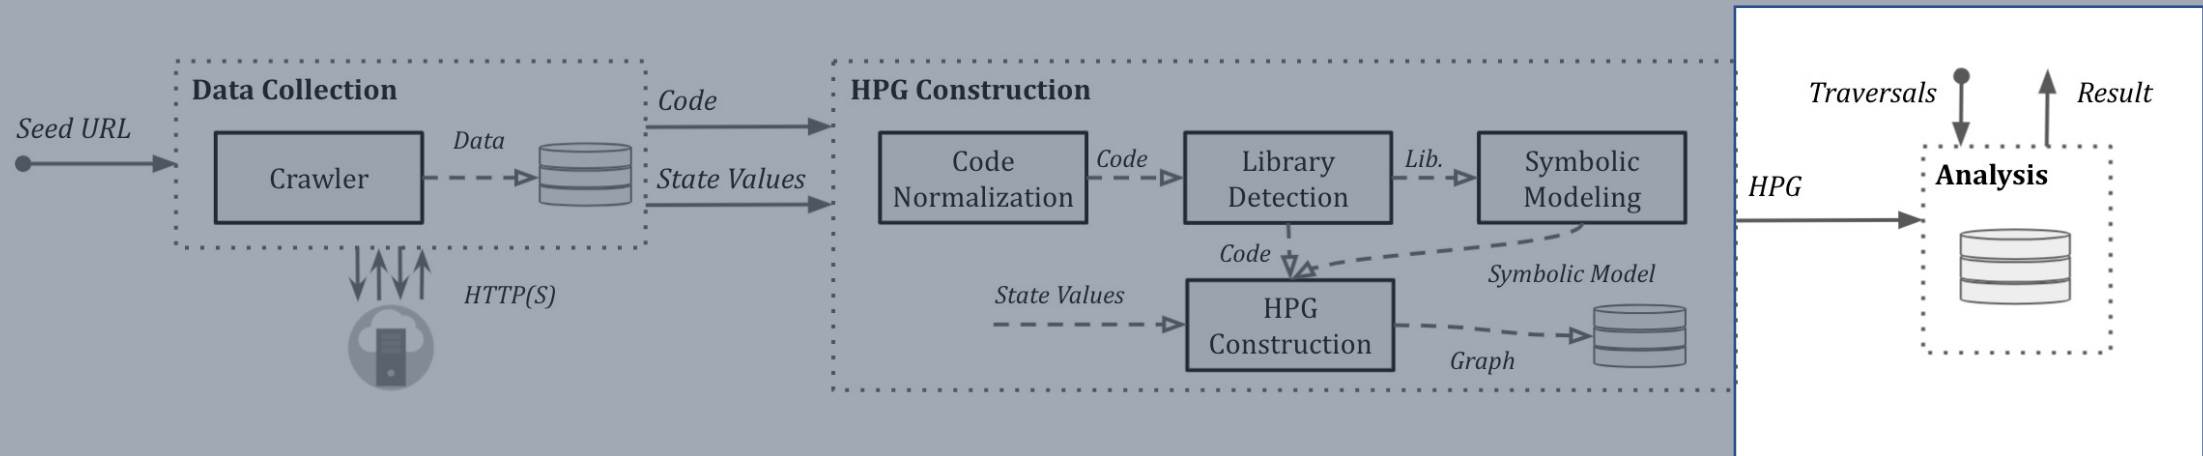 Seed URL
Data Collection
Crawler
Data
HTTP(S)
Code
State Values
HPG Construction
Code
Normalization
Code
Library
Detection
Lib.
Symbolic
Modeling
Code
Symbolic Model
State Values
HPG
Construction
Graph
HPG
Traversals
Result
Analysis